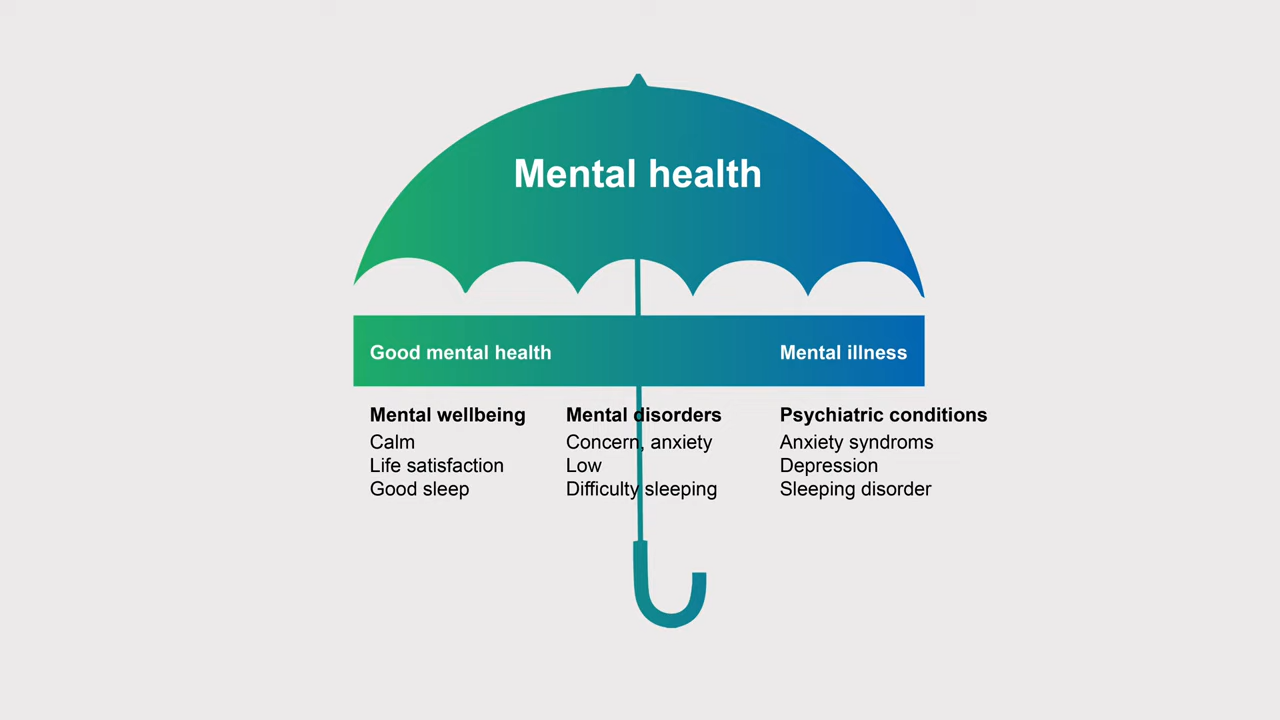 Mental health
Good mental health
Mental illness
Mental wellbeing
Calm
Life satisfaction
Good sleep
Mental disorders
Concern, anxiety
Low
Difficulty sleeping
Psychiatric conditions
Anxiety syndroms
Depression
Sleeping disorder